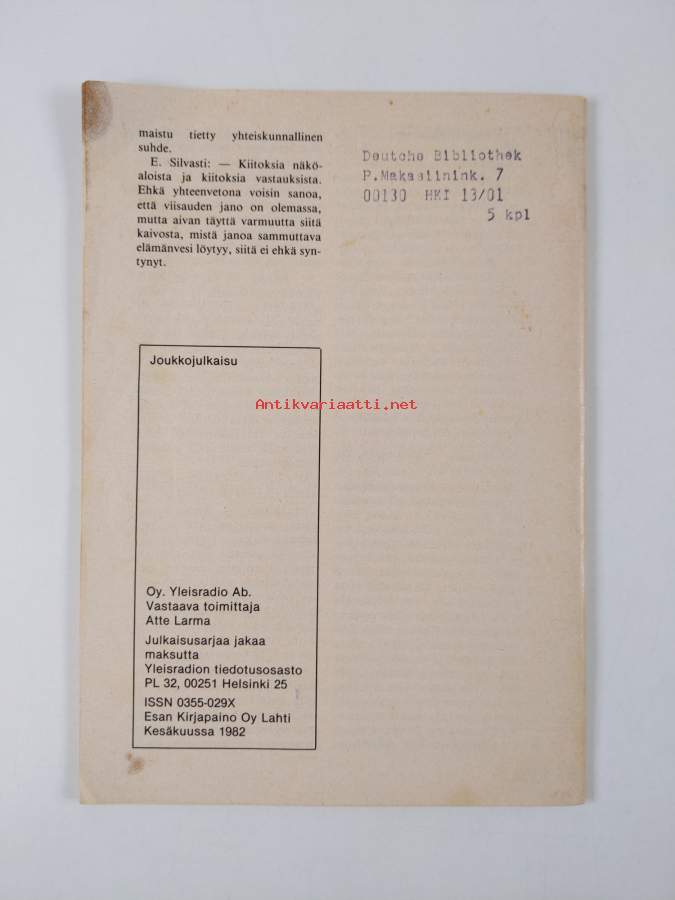 maistu tietty yhteiskunnallinen
suhde.
E. Silvasti: — Kiitoksia näkö-
aloista ja kiitoksia vastauksista.
Ehkä yhteenvetona voisin sanoa,
että viisauden jano on olemassa,
mutta aivan täyttä varmuutta siitä
kaivosta, mistä janoa sammuttava
elämänvesi löytyy, siitä ei ehkä syn-
tynyt.
Deutche Bibliothek
P.Makasiinink. 7
00130 HKI 13/01
5 kpl
Joukkojulkaisu
Antikvariaatti.net
Oy. Yleisradio Ab.
Vastaava toimittaja
Atte Larma
Julkaisusarjaa jakaa
maksutta
Yleisradion tiedotusosasto
PL 32, 00251 Helsinki 25
ISSN 0355-029X
Esan Kirjapaino Oy Lahti
Kesäkuussa 1982